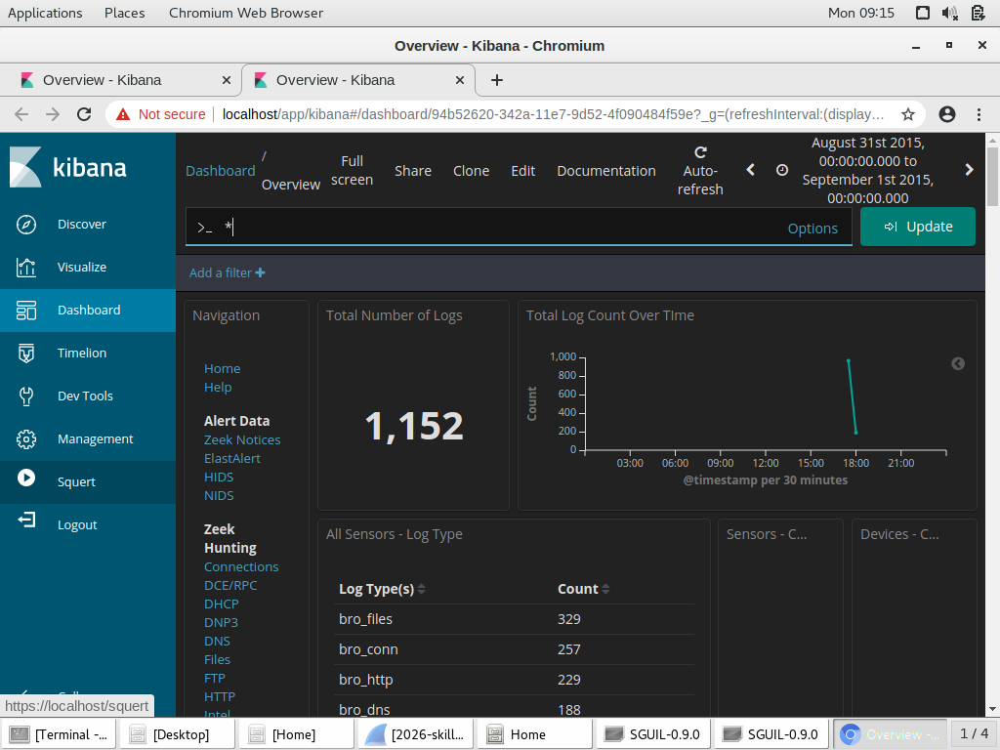 Applications Places Chromium Web Browser Mon 09:15
Overview - Kibana - Chromium
Overview - Kibana × Overview - Kibana × +
Not secure localhost/app/kibana#/dashboard/94b52620-342a-11e7-9d52-4f090484f59e?_g=(refreshInterval:(display…
kibana
Discover
Visualize
Dashboard
Timelion
Dev Tools
Management
Squert
Logout
https://localhost/squert
Dashboard / Overview
Full screen
Share
Clone
Edit
Documentation
Auto-refresh
August 31st 2015, 00:00:00.000 to September 1st 2015, 00:00:00.000
>_ *
Options
Update
Add a filter +
Navigation
Home
Help
Alert Data
Zeek Notices
ElastAlert
HIDS
NIDS
Zeek Hunting
Connections
DCE/RPC
DHCP
DNP3
DNS
Files
FTP
HTTP
Intel
Total Number of Logs
1,152
Total Log Count Over TIme
Count
1,000
800
600
400
200
0
03:00 06:00 09:00 12:00 15:00 18:00 21:00
@timestamp per 30 minutes
All Sensors - Log Type
Log Type(s) Count
bro_files 329
bro_conn 257
bro_http 229
bro_dns 188
Sensors - C...
Devices - C...
[Terminal -... [Desktop] [Home] [2026-skill... Home SGUIL-0.9.0 SGUIL-0.9.0 Overview -... 1 / 4